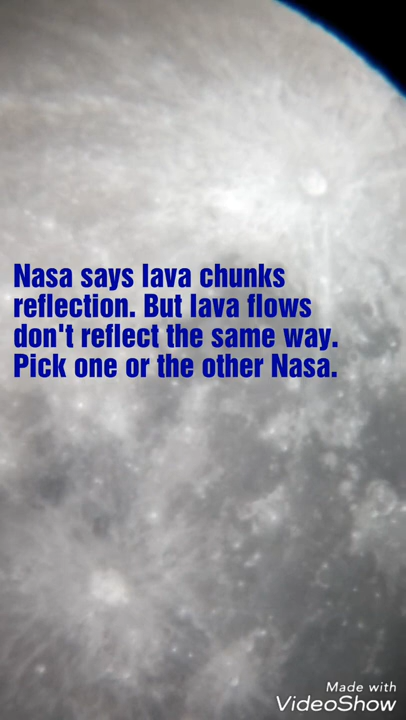 Nasa says lava chunks
reflection. But lava flows
don't reflect the same way.
Pick one or the other Nasa.
Made with
VideoShow